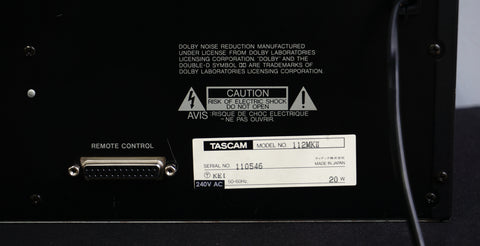 DOLBY NOISE REDUCTION MANUFACTURED
UNDER LICENSE FROM DOLBY LABORATORIES
LICENSING CORPORATION. 'DOLBY' AND THE
DOUBLE-D SYMBOL ARE TRADEMARKS OF
DOLBY LABORATORIES LICENSING CORPORATION.
CAUTION
RISK OF ELECTRIC SHOCK
DO NOT OPEN
AVIS
RISQUE DE CHOC ELECTRIQUE
-NE PAS OUVRIR
REMOTE CONTROL
TASCAM MODEL NO. 112MKII
SERIAL NO. 110546
MADE IN JAPAN
T KE1
240V AC 50-60Hz 20 W